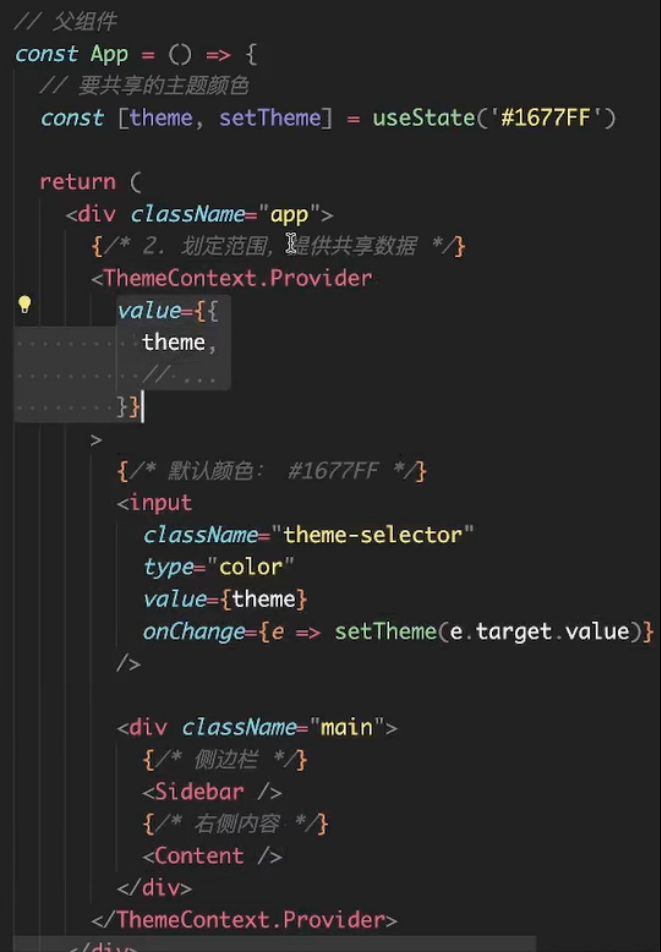 // 父组件
const App = () => {
// 要共享的主题颜色
const [theme, setTheme] = useState('#1677FF')
return (
<div className="app">
{/* 2. 划定范围, 提供共享数据 */}
<ThemeContext.Provider
value={{
theme,
// ...
}}
>
{/* 默认颜色： #1677FF */}
<input
className="theme-selector"
type="color"
value={theme}
onChange={e => setTheme(e.target.value)}
/>
<div className="main">
{/* 侧边栏 */}
<Sidebar />
{/* 右侧内容 */}
<Content />
</div>
</ThemeContext.Provider>
</div>